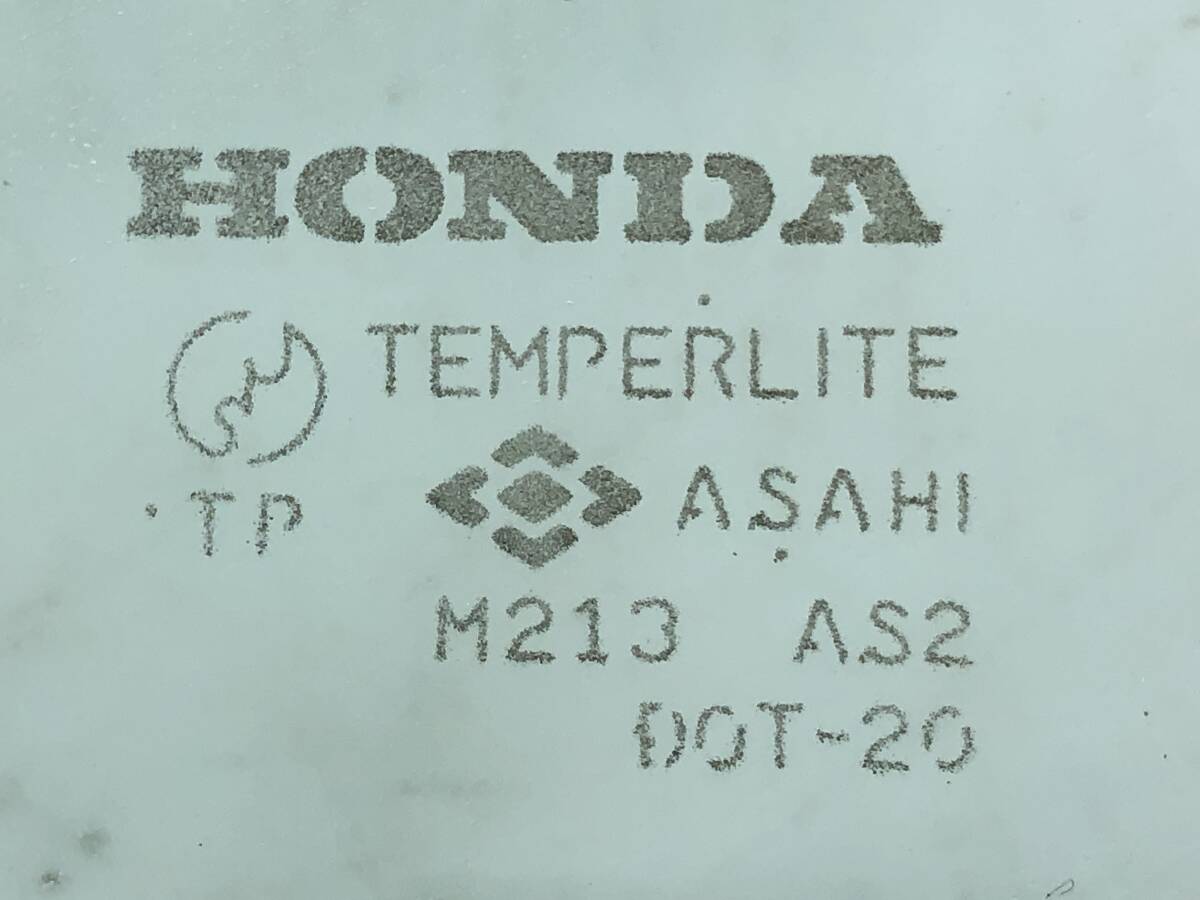 HONDA
TEMPERLITE
TP
ASAHI
M213 AS2
DOT-20